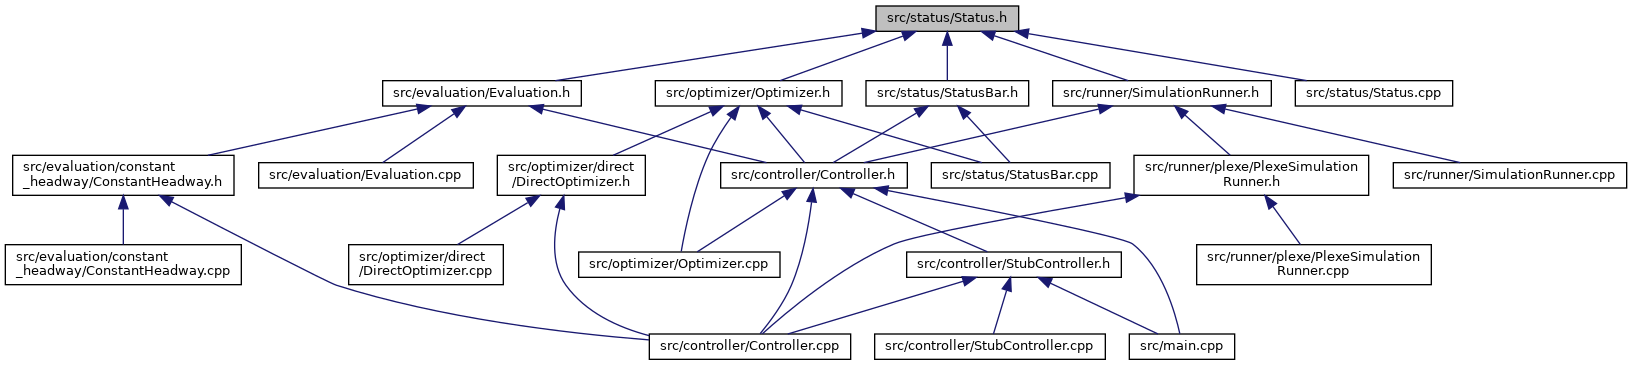 src/status/Status.h
src/evaluation/Evaluation.h
src/optimizer/Optimizer.h
src/status/StatusBar.h
src/runner/SimulationRunner.h
src/status/Status.cpp
src/evaluation/constant
_headway/ConstantHeadway.h
src/evaluation/Evaluation.cpp
src/optimizer/direct
/DirectOptimizer.h
src/controller/Controller.h
src/status/StatusBar.cpp
src/runner/plexe/PlexeSimulation
Runner.h
src/runner/SimulationRunner.cpp
src/evaluation/constant
_headway/ConstantHeadway.cpp
src/optimizer/direct
/DirectOptimizer.cpp
src/optimizer/Optimizer.cpp
src/controller/StubController.h
src/runner/plexe/PlexeSimulation
Runner.cpp
src/controller/Controller.cpp
src/controller/StubController.cpp
src/main.cpp